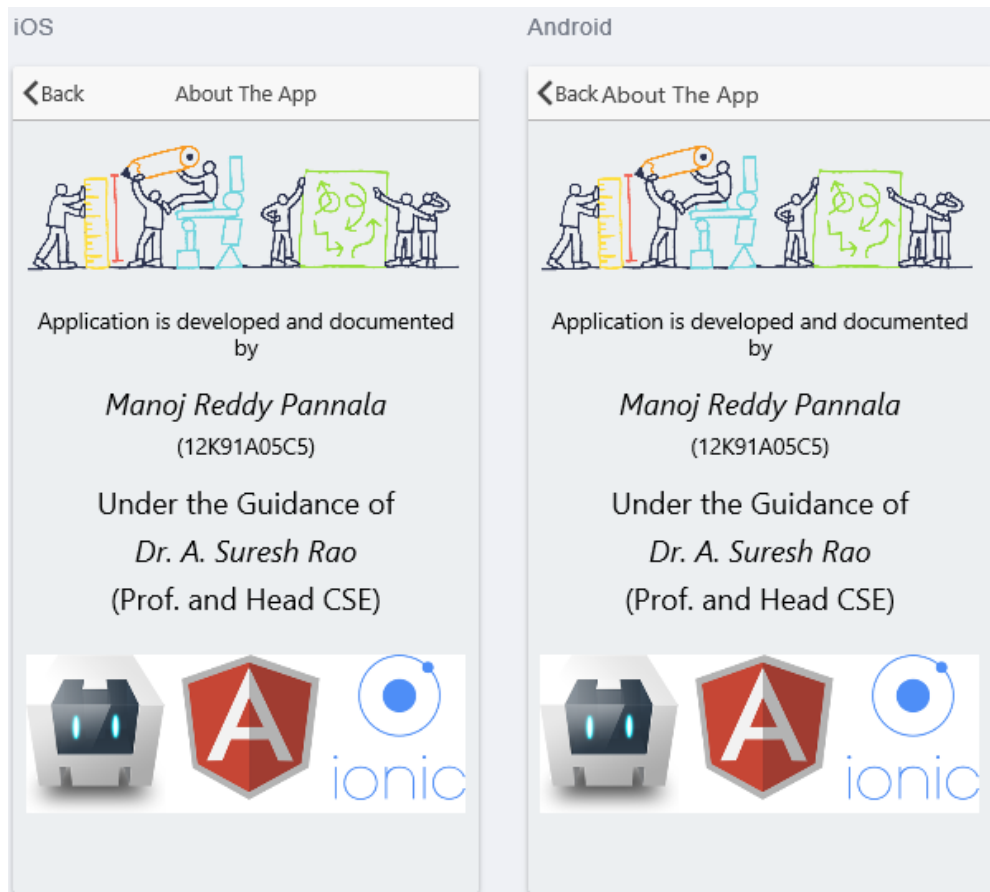 iOS
Back
About The App
Application is developed and documented
by
Manoj Reddy Pannala
(12K91A05C5)
Under the Guidance of
Dr. A. Suresh Rao
(Prof. and Head CSE)
A
ionic
Android
Back
About The App
Application is developed and documented
by
Manoj Reddy Pannala
(12K91A05C5)
Under the Guidance of
Dr. A. Suresh Rao
(Prof. and Head CSE)
A
ionic